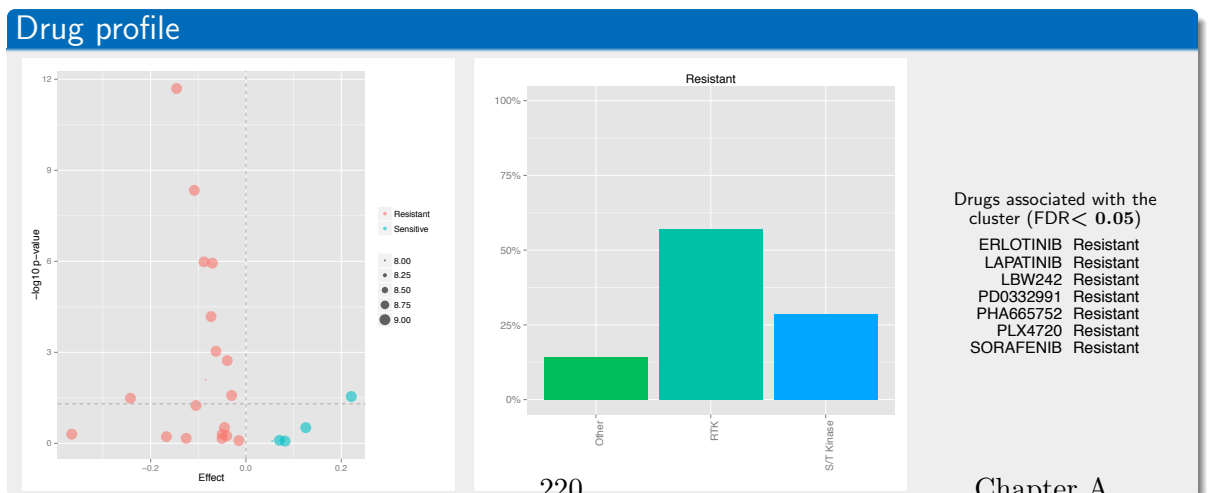 Drug profile
12
9
6
3
0
−log10 p−value
−0.2
0.0
0.2
Effect
Resistant
Sensitive
8.00
8.25
8.50
8.75
9.00
Resistant
100%
75%
50%
25%
0%
Other
RTK
S/T Kinase
Drugs associated with the
cluster (FDR< 0.05)
ERLOTINIB Resistant
LAPATINIB Resistant
LBW242 Resistant
PD0332991 Resistant
PHA665752 Resistant
PLX4720 Resistant
SORAFENIB Resistant
220
Chapter A